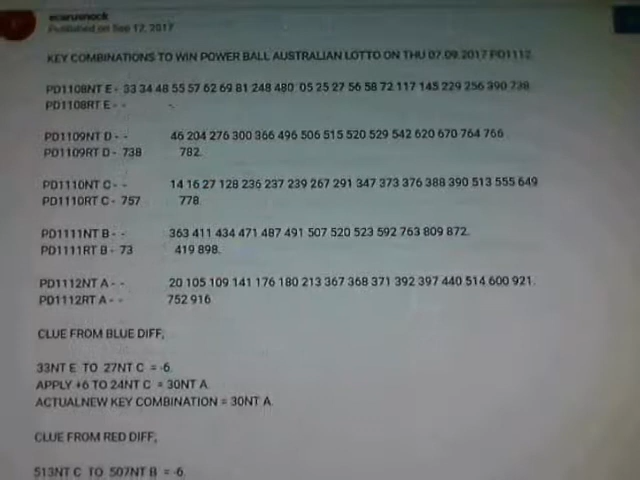 ecarusnock
Published on Sep 12, 2017
KEY COMBINATIONS TO WIN POWER BALL AUSTRALIAN LOTTO ON THU 07.09.2017 PD1112.
PD1108NT E - 33 34 48 55 57 62 69 81 248 480 05 25 27 56 58 72 117 145 229 256 390 738
PD1108RT E - - -.
PD1109NT D - - 46 204 276 300 366 496 506 515 520 529 542 620 670 764 766
PD1109RT D - 738 782.
PD1110NT C - - 14 16 27 128 236 237 239 267 291 347 373 376 388 390 513 555 649
PD1110RT C - 757 778
PD1111NT B - - 363 411 434 471 487 491 507 520 523 592 763 809 872.
PD1111RT B - 73 419 898.
PD1112NT A - - 20 105 109 141 176 180 213 367 368 371 392 397 440 514 600 921.
PD1112RT A - - 752 916
CLUE FROM BLUE DIFF;
33NT E TO 27NT C = -6.
APPLY +6 TO 24NT C = 30NT A.
ACTUALNEW KEY COMBINATION = 30NT A.
CLUE FROM RED DIFF;
513NT C TO 507NT B = -6.